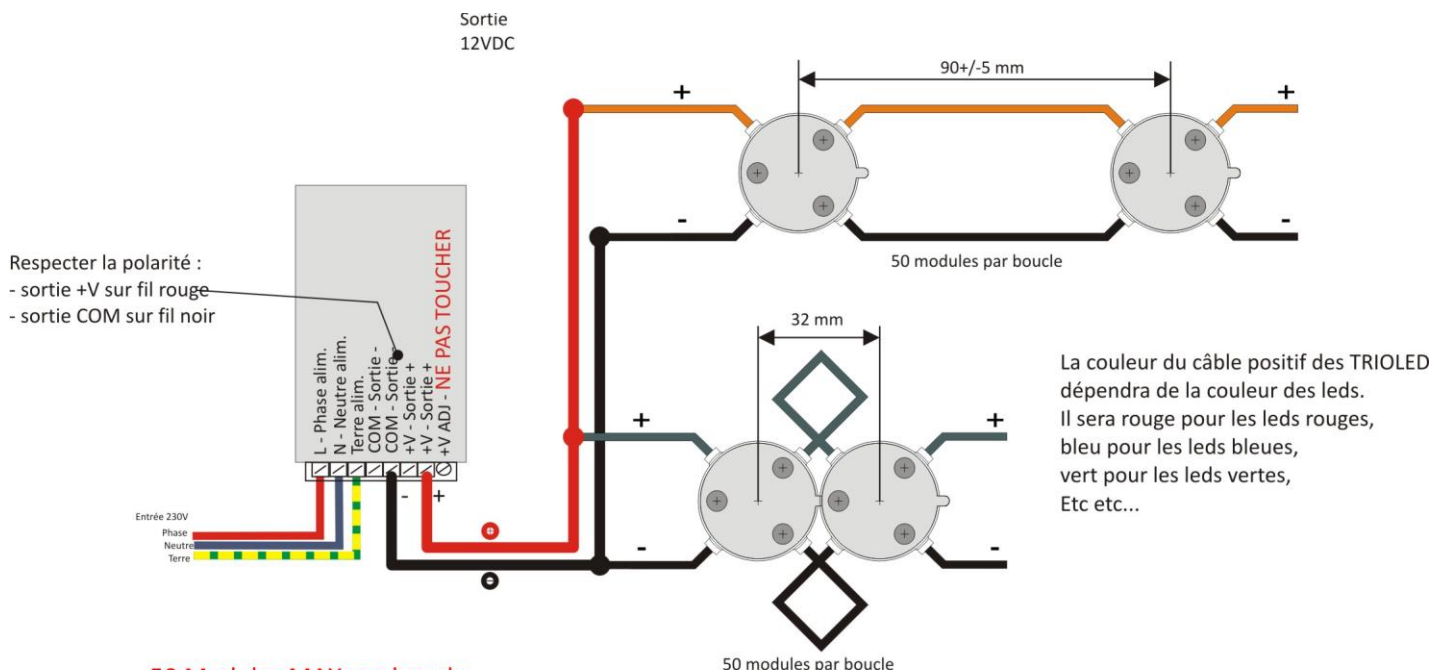 Sortie
12VDC
90+/-5 mm
+
+
-
-
50 modules par boucle
Respecter la polarité :
- sortie +V sur fil rouge
- sortie COM sur fil noir
L - Phase alim.
N - Neutre alim.
Terre alim.
COM - Sortie -
COM - Sortie -
+V - Sortie +
+V - Sortie +
+V ADJ - NE PAS TOUCHER
- +
Entrée 230V
Phase
Neutre
Terre
32 mm
+
+
-
-
50 modules par boucle
La couleur du câble positif des TRIOLED
dépendra de la couleur des leds.
Il sera rouge pour les leds rouges,
bleu pour les leds bleues,
vert pour les leds vertes,
Etc etc...